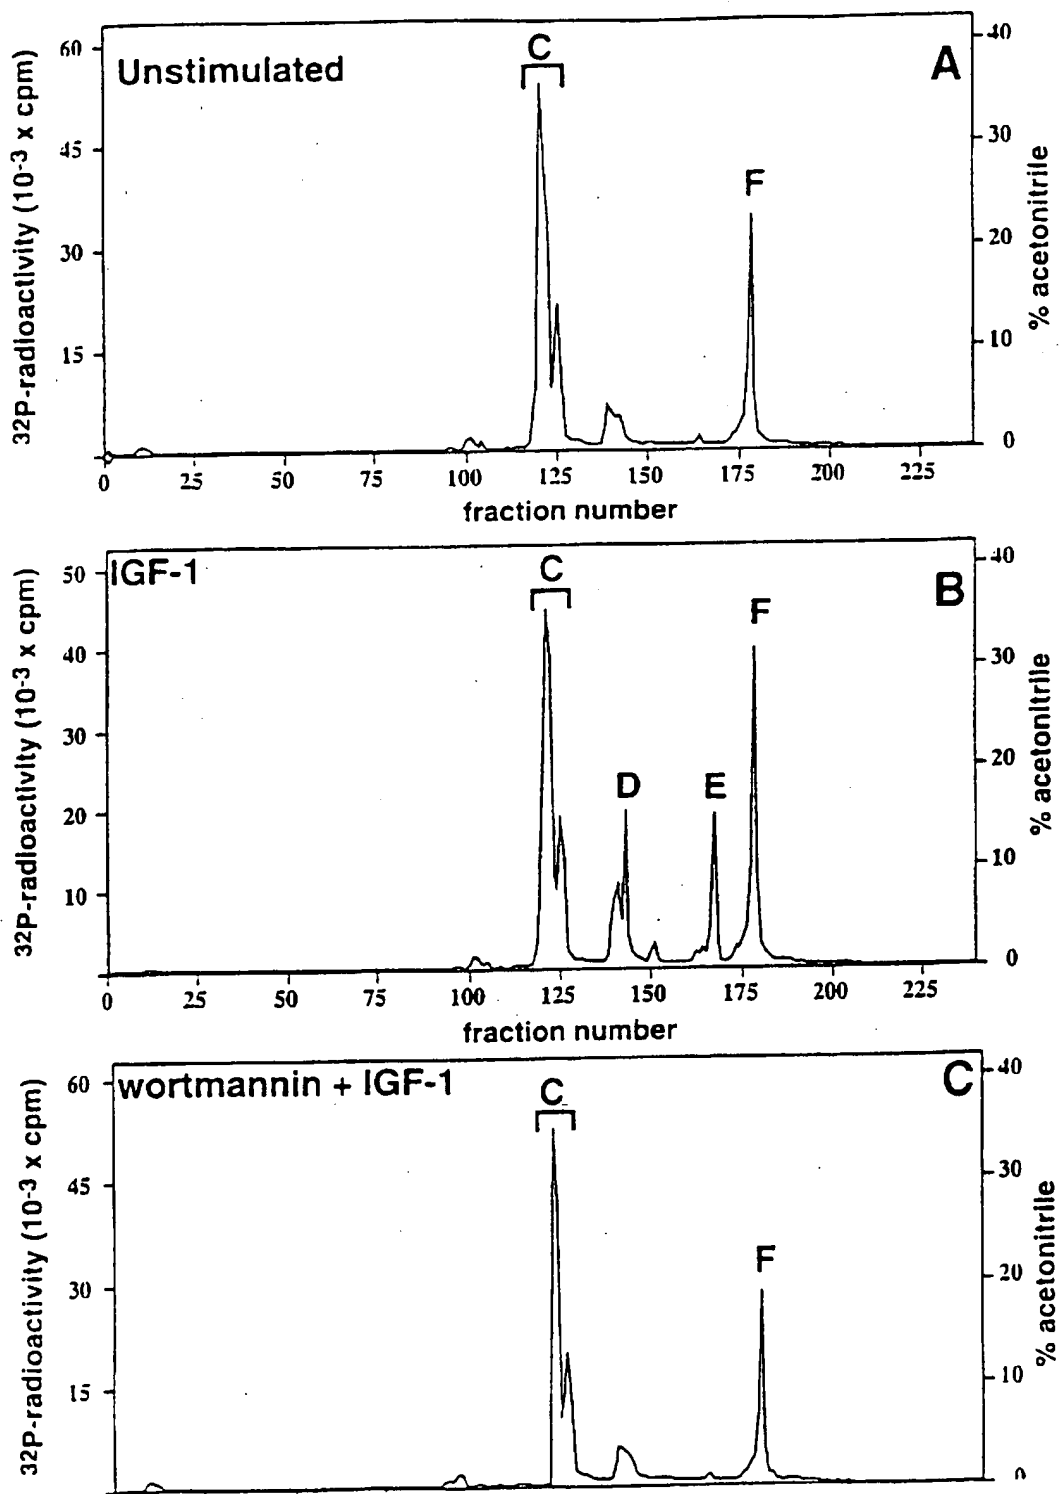 Unstimulated
C
A
F
32P-radioactivity (10-3 x cpm)
60
45
30
15
% acetonitrile
40
30
20
10
0
0 25 50 75 100 125 150 175 200 225
fraction number
IGF-1
C
B
D
E
F
32P-radioactivity (10-3 x cpm)
50
40
30
20
10
% acetonitrile
40
30
20
10
0
0 25 50 75 100 125 150 175 200 225
fraction number
wortmannin + IGF-1
C
C
F
32P-radioactivity (10-3 x cpm)
60
45
30
15
% acetonitrile
40
30
20
10
0